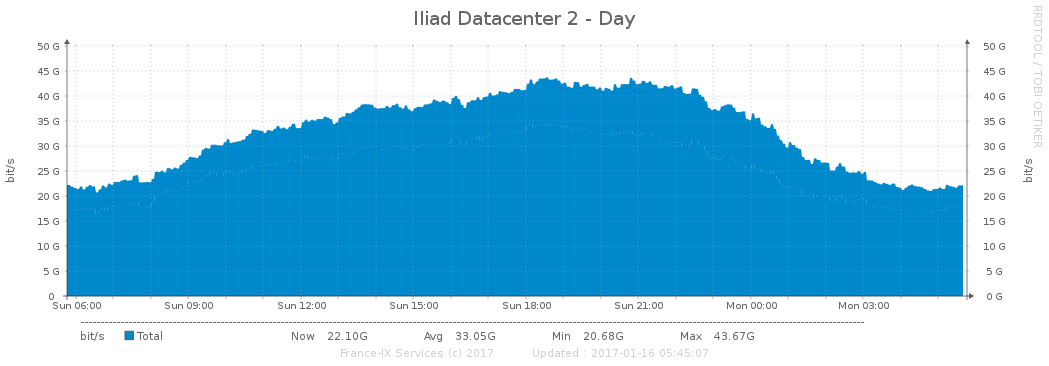 Iliad Datacenter 2 - Day
RRDTOOL / TOBI OETIKER
50 G 50 G
45 G 45 G
40 G 40 G
35 G 35 G
30 G 30 G
25 G 25 G
20 G 20 G
15 G 15 G
10 G 10 G
5 G 5 G
0 0 G
bit/s
bit/s
Sun 06:00 Sun 09:00 Sun 12:00 Sun 15:00 Sun 18:00 Sun 21:00 Mon 00:00 Mon 03:00
bit/s Total Now 22.10G Avg 33.05G Min 20.68G Max 43.67G
France-IX Services (c) 2017 Updated : 2017-01-16 05:45:07